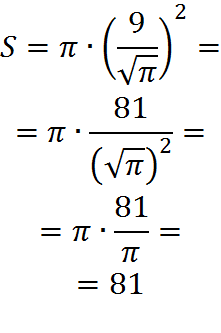 S = π · (9/√π)² =
= π · 81/(√π)² =
= π · 81/π =
= 81